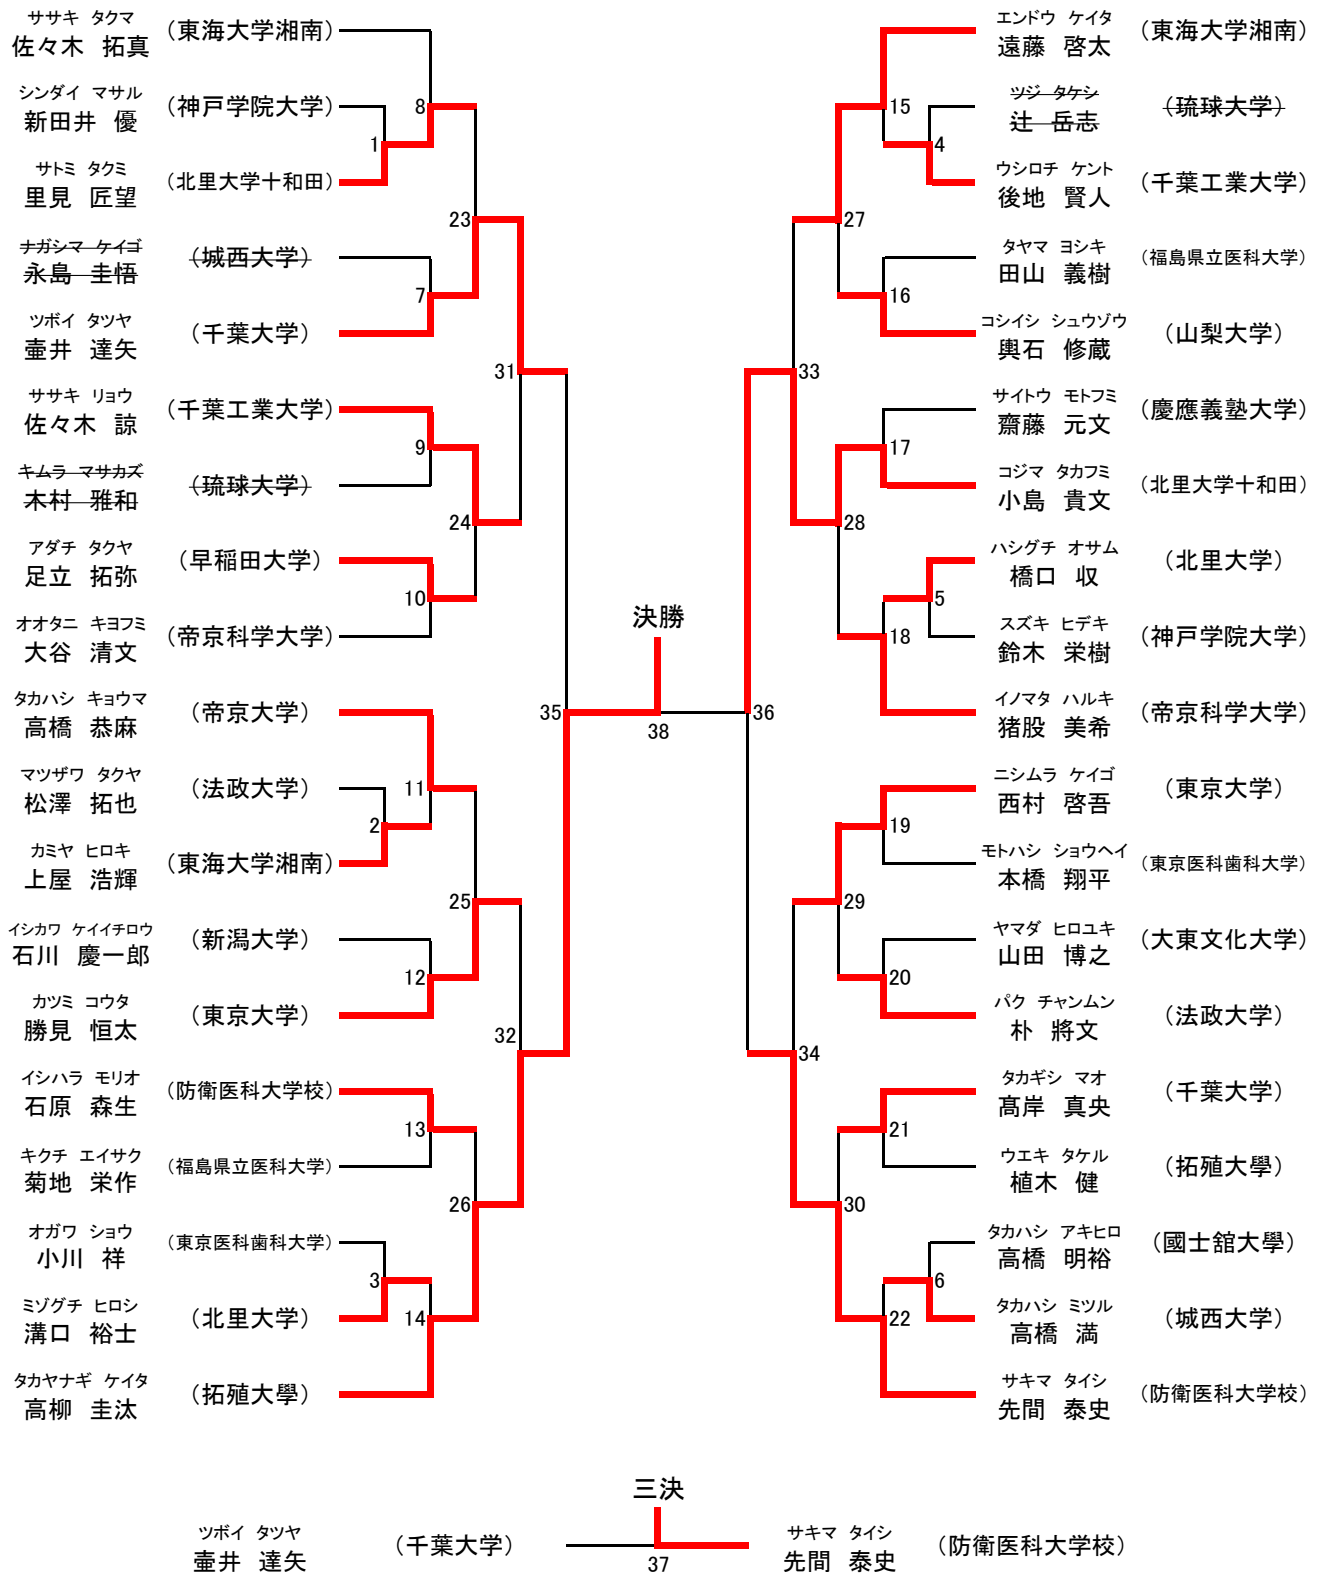 ササキ タクマ
佐々木 拓真
（東海大学湘南）
シンダイ マサル
新田井 優
（神戸学院大学）
サトミ タクミ
里見 匠望
（北里大学十和田）
ナガシマ ケイゴ
永島 圭悟
（城西大学）
ツボイ タツヤ
壷井 達矢
（千葉大学）
ササキ リョウ
佐々木 諒
（千葉工業大学）
キムラ マサカズ
木村 雅和
（琉球大学）
アダチ タクヤ
足立 拓弥
（早稲田大学）
オオタニ キヨフミ
大谷 清文
（帝京科学大学）
タカハシ キョウマ
高橋 恭麻
（帝京大学）
マツザワ タクヤ
松澤 拓也
（法政大学）
カミヤ ヒロキ
上屋 浩輝
（東海大学湘南）
イシカワ ケイイチロウ
石川 慶一郎
（新潟大学）
カツミ コウタ
勝見 恒太
（東京大学）
イシハラ モリオ
石原 森生
（防衛医科大学校）
キクチ エイサク
菊地 栄作
（福島県立医科大学）
オガワ ショウ
小川 祥
（東京医科歯科大学）
ミゾグチ ヒロシ
溝口 裕士
（北里大学）
タカヤナギ ケイタ
高柳 圭汰
（拓殖大學）
1
2
3
8
7
9
10
11
12
13
14
23
24
25
26
31
32
35
決勝
38
36
33
34
27
28
29
30
15
16
17
18
19
20
21
22
4
5
6
エンドウ ケイタ
遠藤 啓太
（東海大学湘南）
ツジ タケシ
辻 岳志
（琉球大学）
ウシロチ ケント
後地 賢人
（千葉工業大学）
タヤマ ヨシキ
田山 義樹
（福島県立医科大学）
コシイシ シュウゾウ
輿石 修蔵
（山梨大学）
サイトウ モトフミ
齋藤 元文
（慶應義塾大学）
コジマ タカフミ
小島 貴文
（北里大学十和田）
ハシグチ オサム
橋口 収
（北里大学）
スズキ ヒデキ
鈴木 栄樹
（神戸学院大学）
イノマタ ハルキ
猪股 美希
（帝京科学大学）
ニシムラ ケイゴ
西村 啓吾
（東京大学）
モトハシ ショウヘイ
本橋 翔平
（東京医科歯科大学）
ヤマダ ヒロユキ
山田 博之
（大東文化大学）
パク チャンムン
朴 將文
（法政大学）
タカギシ マオ
髙岸 真央
（千葉大学）
ウエキ タケル
植木 健
（拓殖大學）
タカハシ アキヒロ
高橋 明裕
（國士舘大學）
タカハシ ミツル
高橋 満
（城西大学）
サキマ タイシ
先間 泰史
（防衛医科大学校）
三決
ツボイ タツヤ
壷井 達矢
（千葉大学）
37
サキマ タイシ
先間 泰史
（防衛医科大学校）